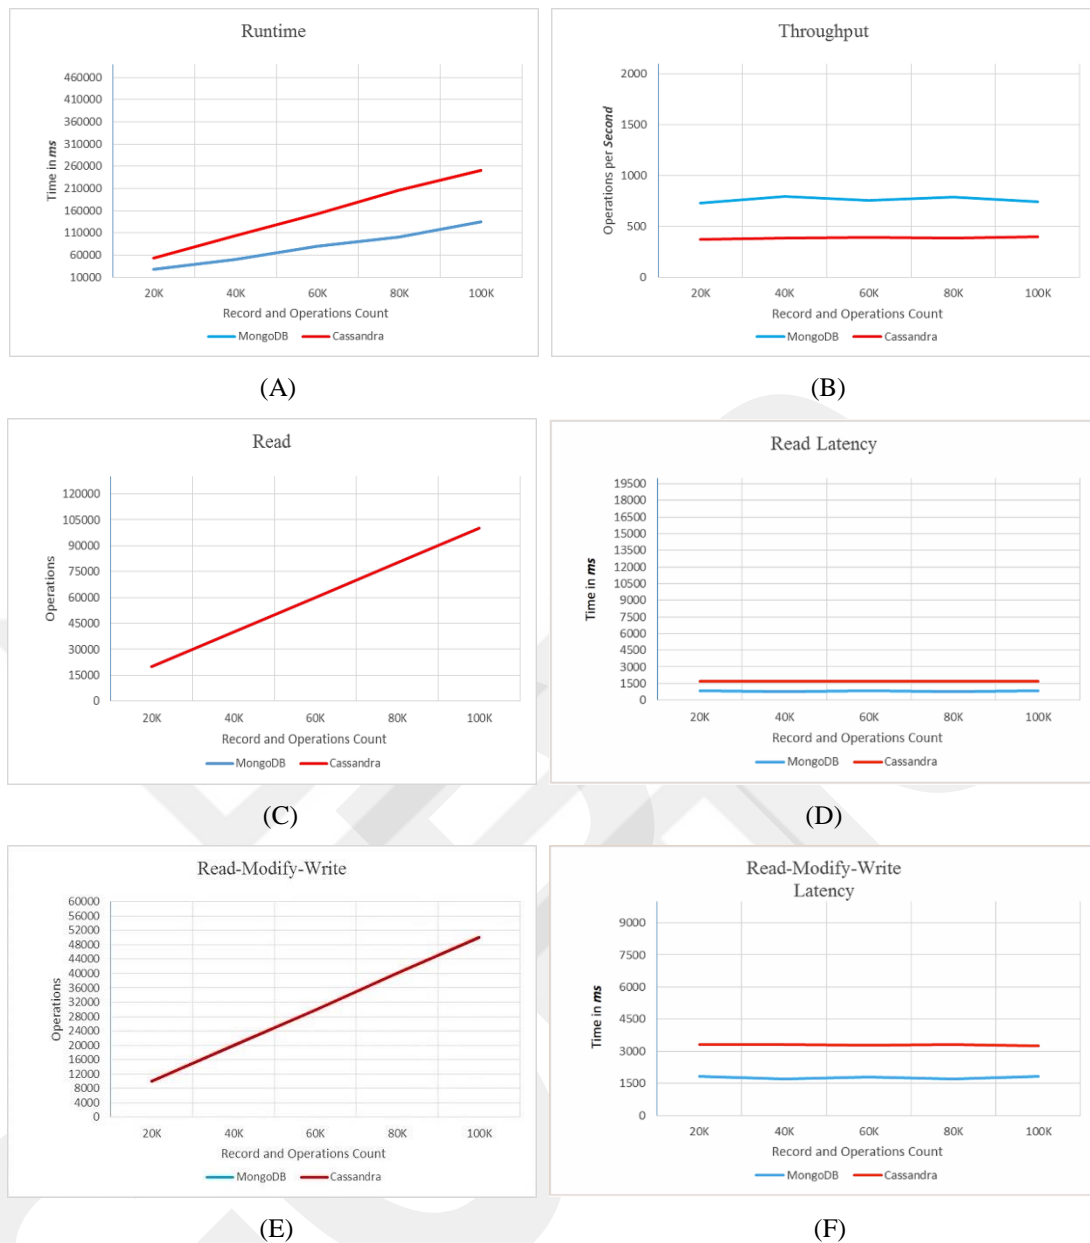 Runtime
460000
410000
360000
310000
260000
210000
160000
110000
60000
10000
Time in ms
20K 40K 60K 80K 100K
Record and Operations Count
MongoDB Cassandra
(A)
Throughput
2000
1500
1000
500
0
Operations per Second
20K 40K 60K 80K 100K
Record and Operations Count
MongoDB Cassandra
(B)
Read
120000
105000
90000
75000
60000
45000
30000
15000
0
Operations
20K 40K 60K 80K 100K
Record and Operations Count
MongoDB Cassandra
(C)
Read Latency
19500
18000
16500
15000
13500
12000
10500
9000
7500
6000
4500
3000
1500
0
Time in ms
20K 40K 60K 80K 100K
Record and Operations Count
MongoDB Cassandra
(D)
Read-Modify-Write
60000
56000
52000
48000
44000
40000
36000
32000
28000
24000
20000
16000
12000
8000
4000
0
Operations
20K 40K 60K 80K 100K
Record and Operations Count
MongoDB Cassandra
(E)
Read-Modify-Write
Latency
9000
7500
6000
4500
3000
1500
0
Time in ms
20K 40K 60K 80K 100K
Record and Operations Count
MongoDB Cassandra
(F)